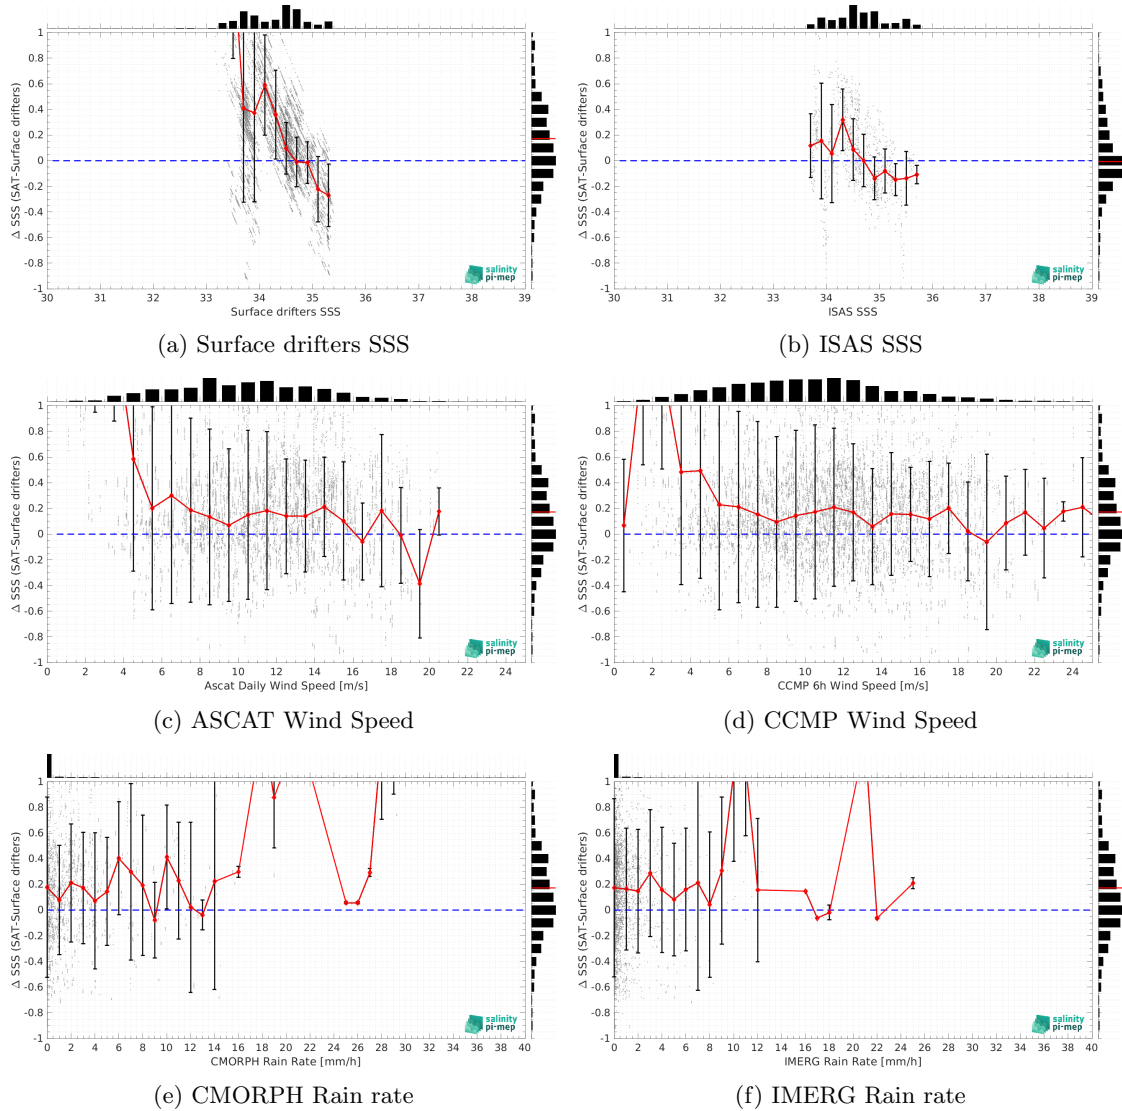 1
0.8
0.6
0.4
0.2
0
-0.2
-0.4
-0.6
-0.8
-1
Δ SSS (SAT-Surface drifters)
salinity
pi-mep
30 31 32 33 34 35 36 37 38 39
Surface drifters SSS
(a) Surface drifters SSS
1
0.8
0.6
0.4
0.2
0
-0.2
-0.4
-0.6
-0.8
-1
Δ SSS (SAT-Surface drifters)
salinity
pi-mep
30 31 32 33 34 35 36 37 38 39
ISAS SSS
(b) ISAS SSS
1
0.8
0.6
0.4
0.2
0
-0.2
-0.4
-0.6
-0.8
-1
Δ SSS (SAT-Surface drifters)
salinity
pi-mep
0 2 4 6 8 10 12 14 16 18 20 22 24
Ascat Daily Wind Speed [m/s]
(c) ASCAT Wind Speed
1
0.8
0.6
0.4
0.2
0
-0.2
-0.4
-0.6
-0.8
-1
Δ SSS (SAT-Surface drifters)
salinity
pi-mep
0 2 4 6 8 10 12 14 16 18 20 22 24
CCMP 6h Wind Speed [m/s]
(d) CCMP Wind Speed
1
0.8
0.6
0.4
0.2
0
-0.2
-0.4
-0.6
-0.8
-1
Δ SSS (SAT-Surface drifters)
salinity
pi-mep
0 2 4 6 8 10 12 14 16 18 20 22 24 26 28 30 32 34 36 38 40
CMORPH Rain Rate [mm/h]
(e) CMORPH Rain rate
1
0.8
0.6
0.4
0.2
0
-0.2
-0.4
-0.6
-0.8
-1
Δ SSS (SAT-Surface drifters)
salinity
pi-mep
0 2 4 6 8 10 12 14 16 18 20 22 24 26 28 30 32 34 36 38 40
IMERG Rain Rate [mm/h]
(f) IMERG Rain rate